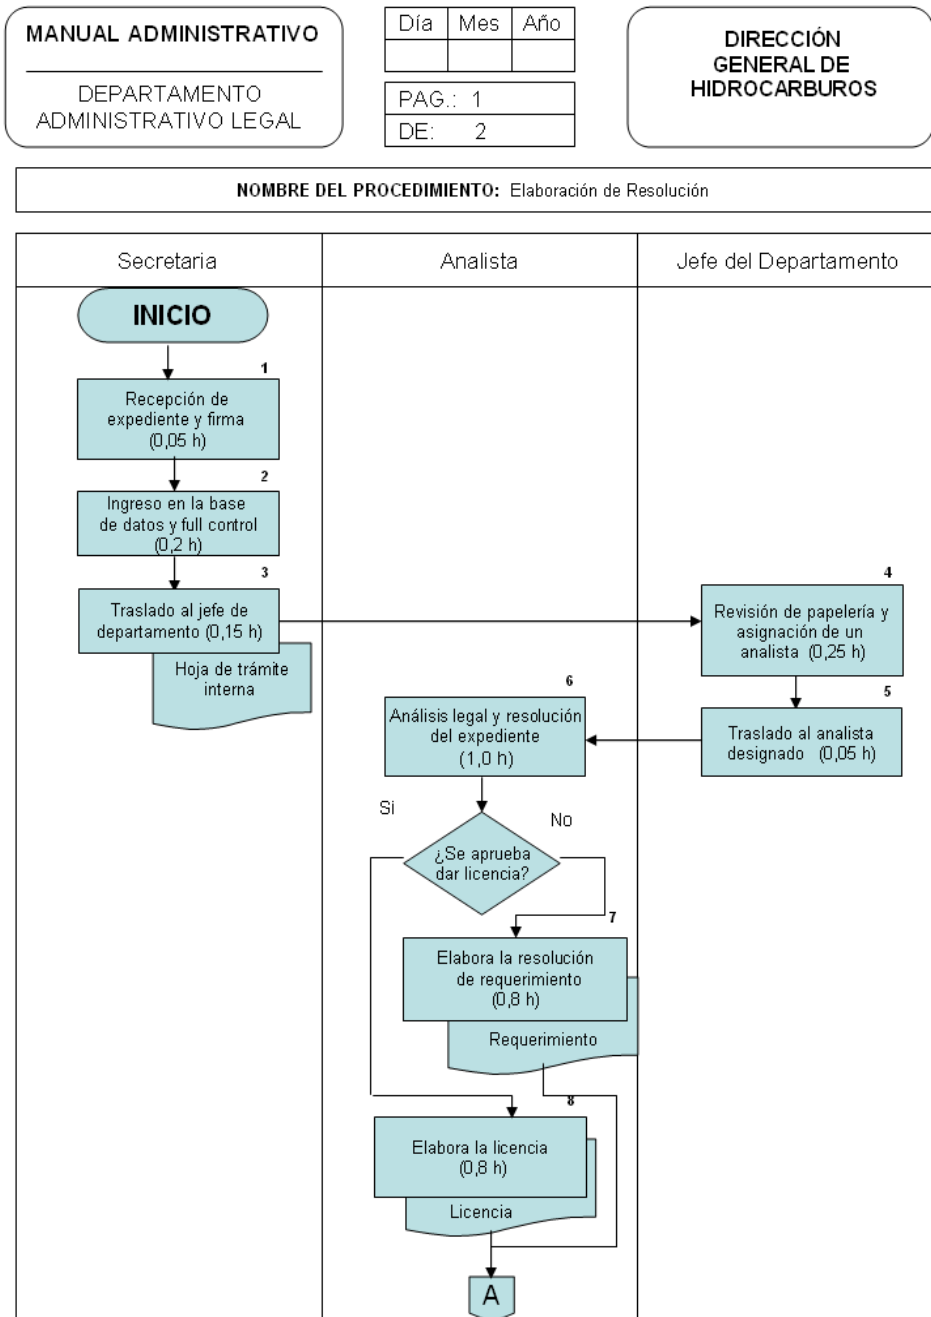 MANUAL ADMINISTRATIVO
DEPARTAMENTO
ADMINISTRATIVO LEGAL
Día Mes Año
PAG.: 1
DE: 2
DIRECCIÓN
GENERAL DE
HIDROCARBUROS
NOMBRE DEL PROCEDIMIENTO: Elaboración de Resolución
Secretaria
Analista
Jefe del Departamento
INICIO
1
Recepción de
expediente y firma
(0,05 h)
2
Ingreso en la base
de datos y full control
(0,2 h)
3
Traslado al jefe de
departamento (0,15 h)
Hoja de trámite
interna
4
Revisión de papelería y
asignación de un
analista (0,25 h)
5
Traslado al analista
designado (0,05 h)
6
Análisis legal y resolución
del expediente
(1,0 h)
Si
No
¿Se aprueba
dar licencia?
7
Elabora la resolución
de requerimiento
(0,8 h)
Requerimiento
8
Elabora la licencia
(0,8 h)
Licencia
A